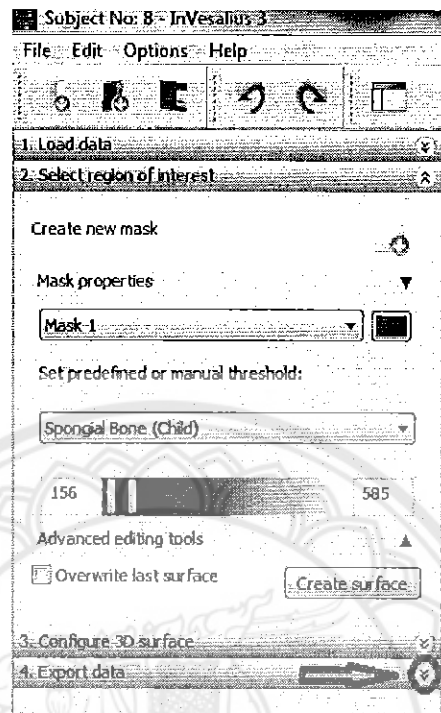 Subject No: 8 - InVesalius 3
File Edit Options Help
1. Load data
2. Select region of interest
Create new mask
Mask properties
Mask 1
Set predefined or manual threshold:
Spongial Bone (Child)
156 585
Advanced editing tools
Overwrite last surface Create surface
3. Configure 3D surface
4. Export data